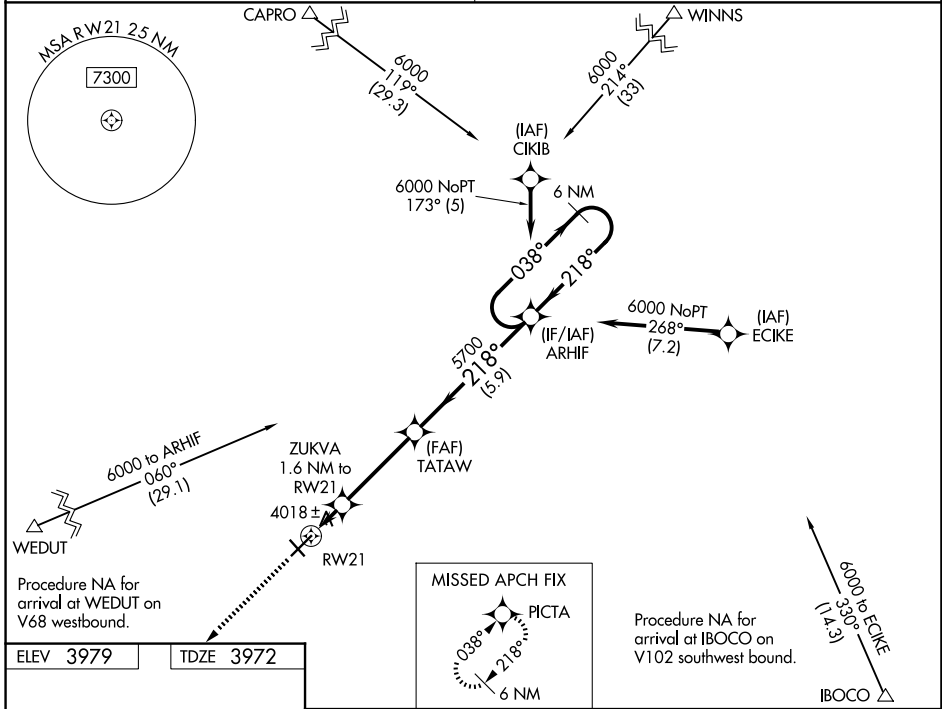 CAPRO
WINNS
MSA RW21 25 NM
7300
6000
119°
(29.3)
6000
214°
(33)
(IAF)
CIKIB
6000 NoPT
173° (5)
6 NM
038°
218°
6000 NoPT
268°
(7.2)
(IAF)
ECIKE
(IF/IAF)
ARHIF
5700
218°
(5.9)
(FAF)
TATAW
6000 to ARHIF
060°
(29.1)
ZUKVA
1.6 NM to
RW21
4018 ±
RW21
WEDUT
Procedure NA for
arrival at WEDUT on
V68 westbound.
MISSED APCH FIX
PICTA
038°
218°
6 NM
Procedure NA for
arrival at IBOCO on
V102 southwest bound.
6000 to ECIKE
330°
(14.3)
IBOCO
ELEV 3979
TDZE 3972